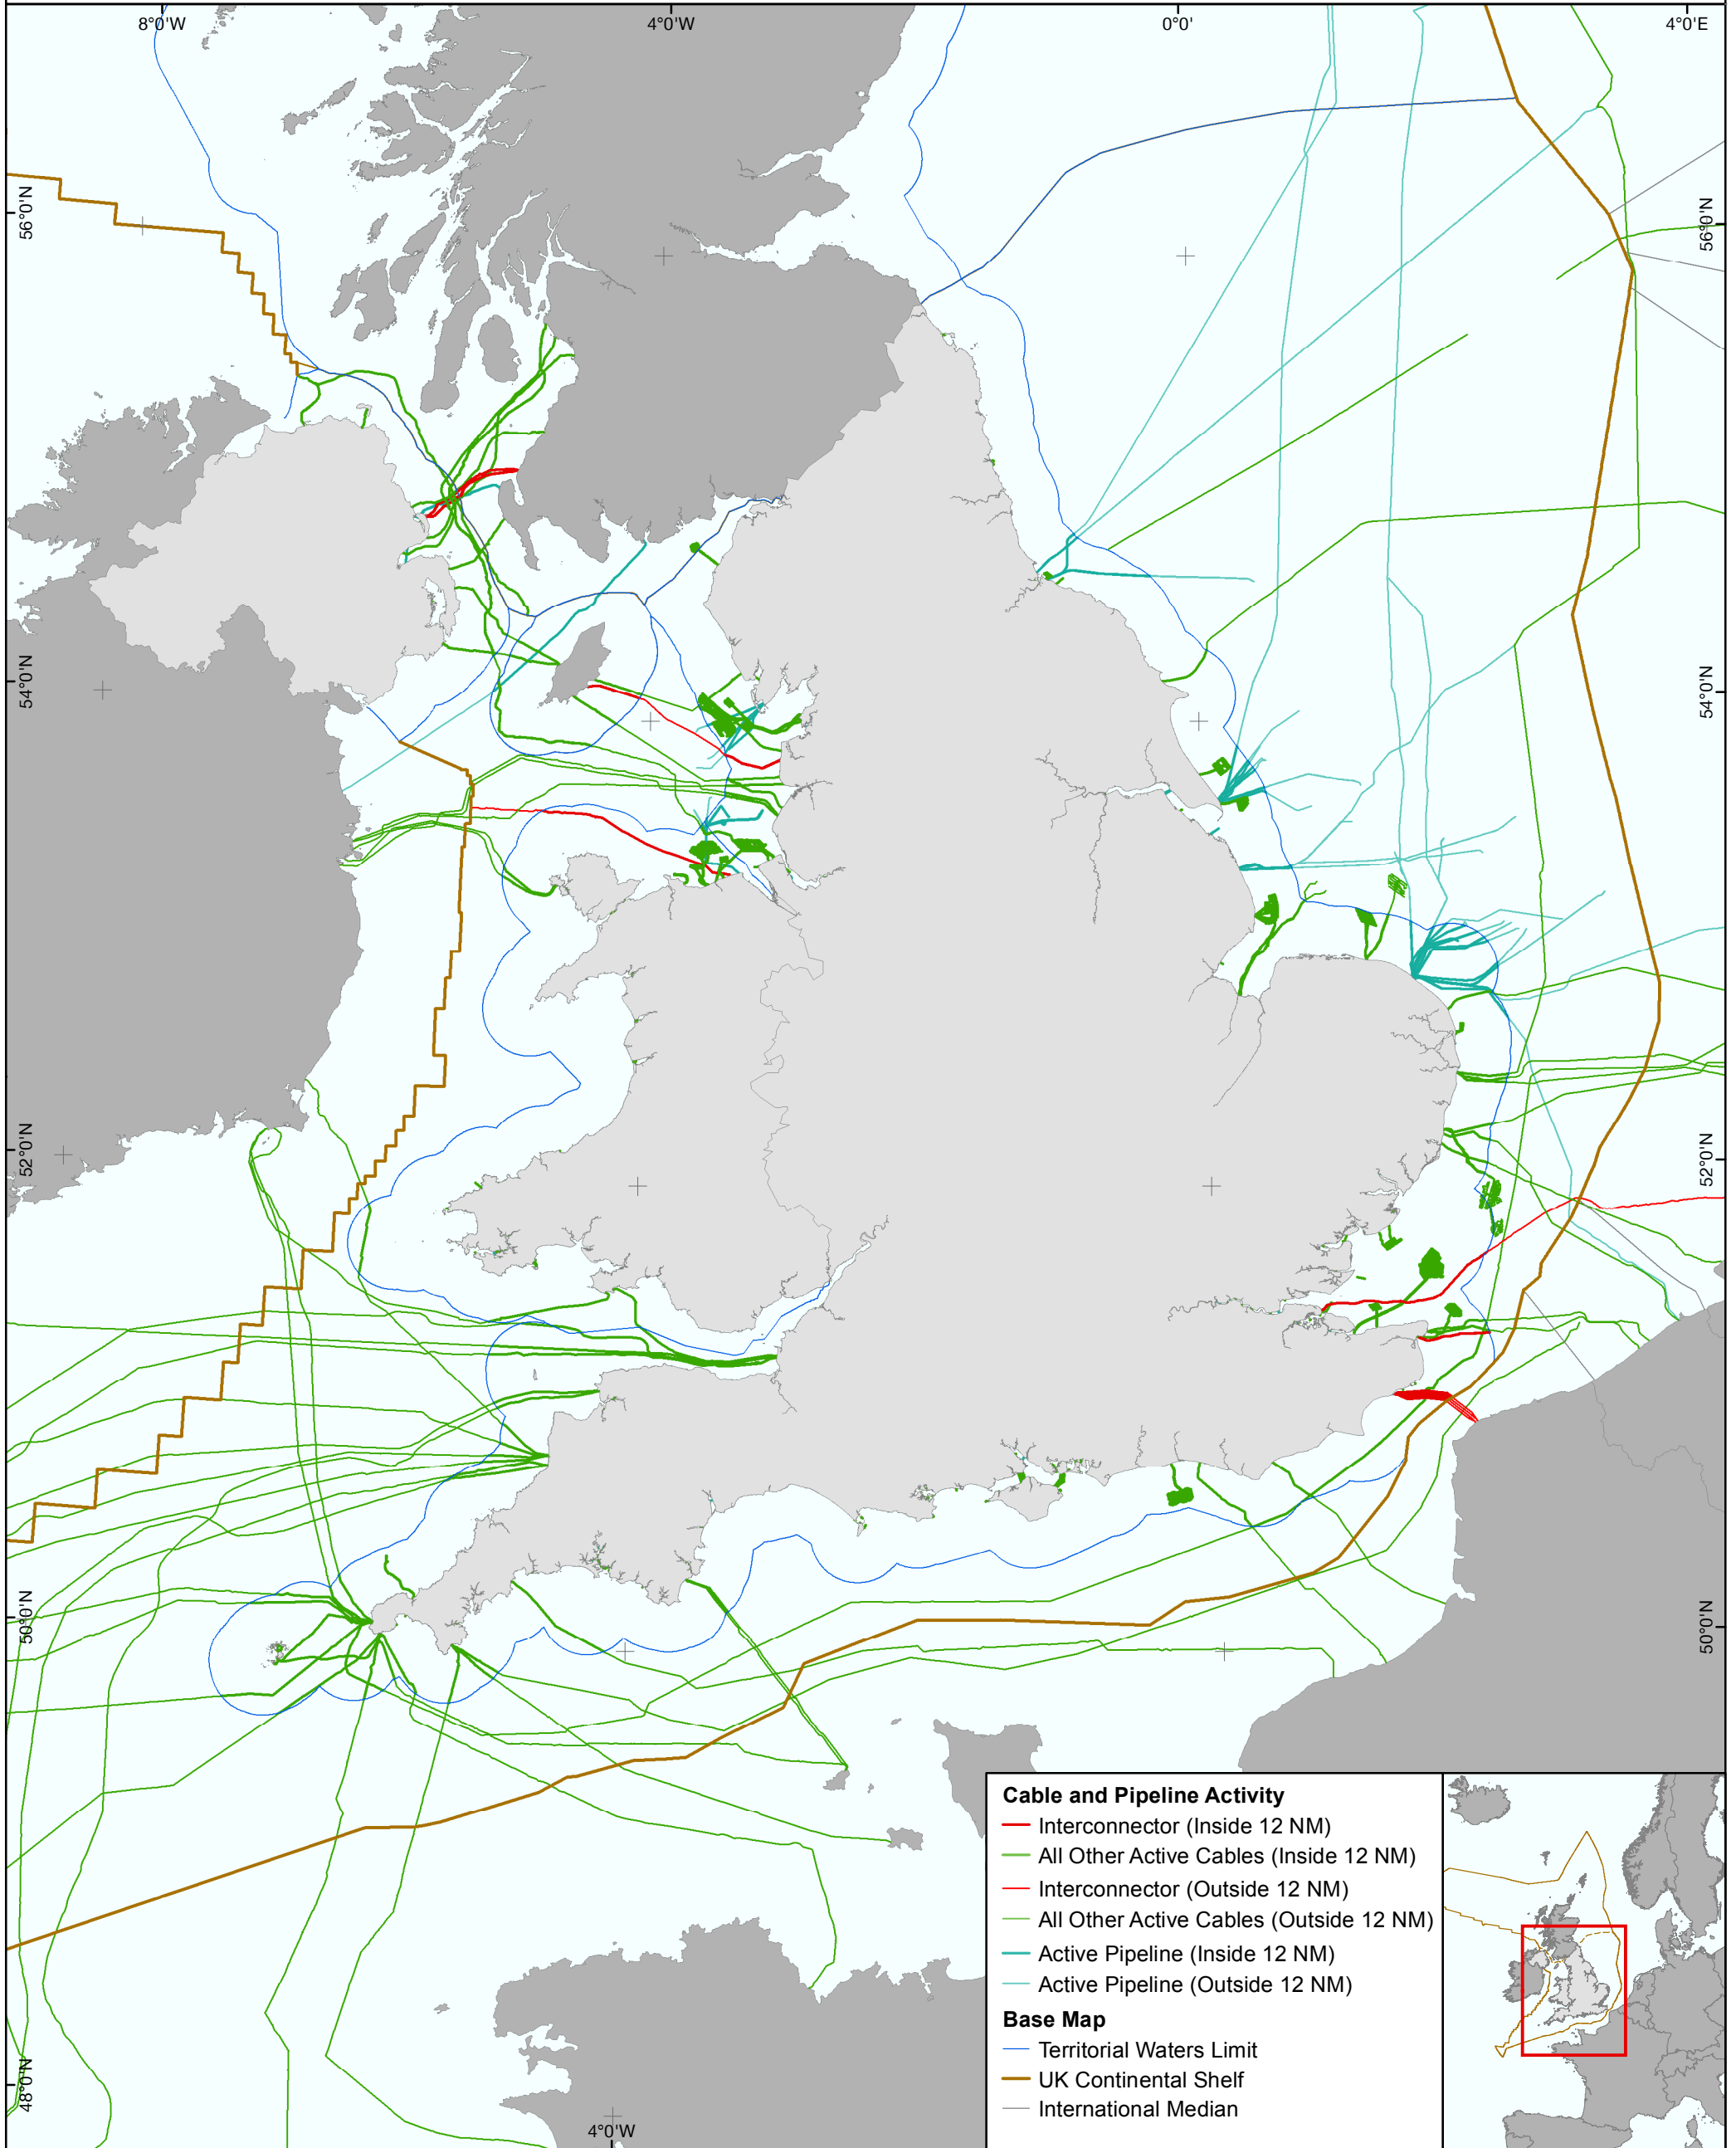 8°0'W
4°0'W
0°0'
4°0'E
56°0'N
56°0'N
54°0'N
54°0'N
52°0'N
52°0'N
50°0'N
50°0'N
48°0'N
4°0'W
Cable and Pipeline Activity
Interconnector (Inside 12 NM)
All Other Active Cables (Inside 12 NM)
Interconnector (Outside 12 NM)
All Other Active Cables (Outside 12 NM)
Active Pipeline (Inside 12 NM)
Active Pipeline (Outside 12 NM)
Base Map
Territorial Waters Limit
UK Continental Shelf
International Median